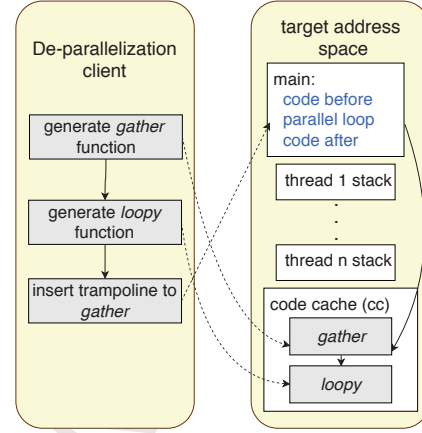 De-parallelization
client
generate gather
function
generate loopy
function
insert trampoline to
gather
target address
space
main:
code before
parallel loop
code after
thread 1 stack
thread n stack
code cache (cc)
gather
loopy